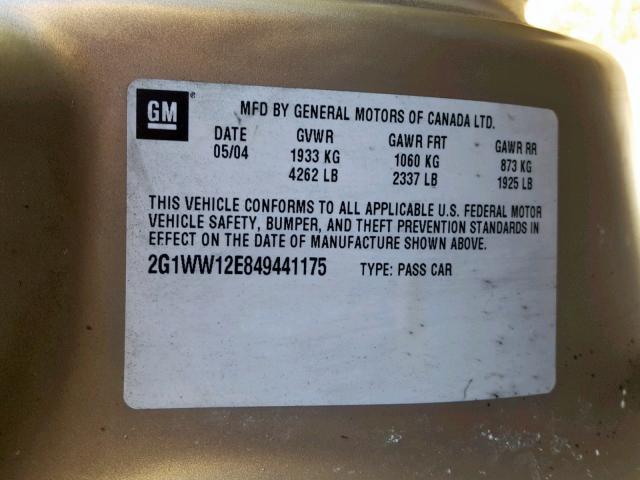 GM®
MFD BY GENERAL MOTORS OF CANADA LTD.
DATE GVWR GAWR FRT GAWR RR
05/04 1933 KG 1060 KG 873 KG
4262 LB 2337 LB 1925 LB
THIS VEHICLE CONFORMS TO ALL APPLICABLE U.S. FEDERAL MOTOR
VEHICLE SAFETY, BUMPER, AND THEFT PREVENTION STANDARDS IN
EFFECT ON THE DATE OF MANUFACTURE SHOWN ABOVE.
2G1WW12E849441175 TYPE: PASS CAR